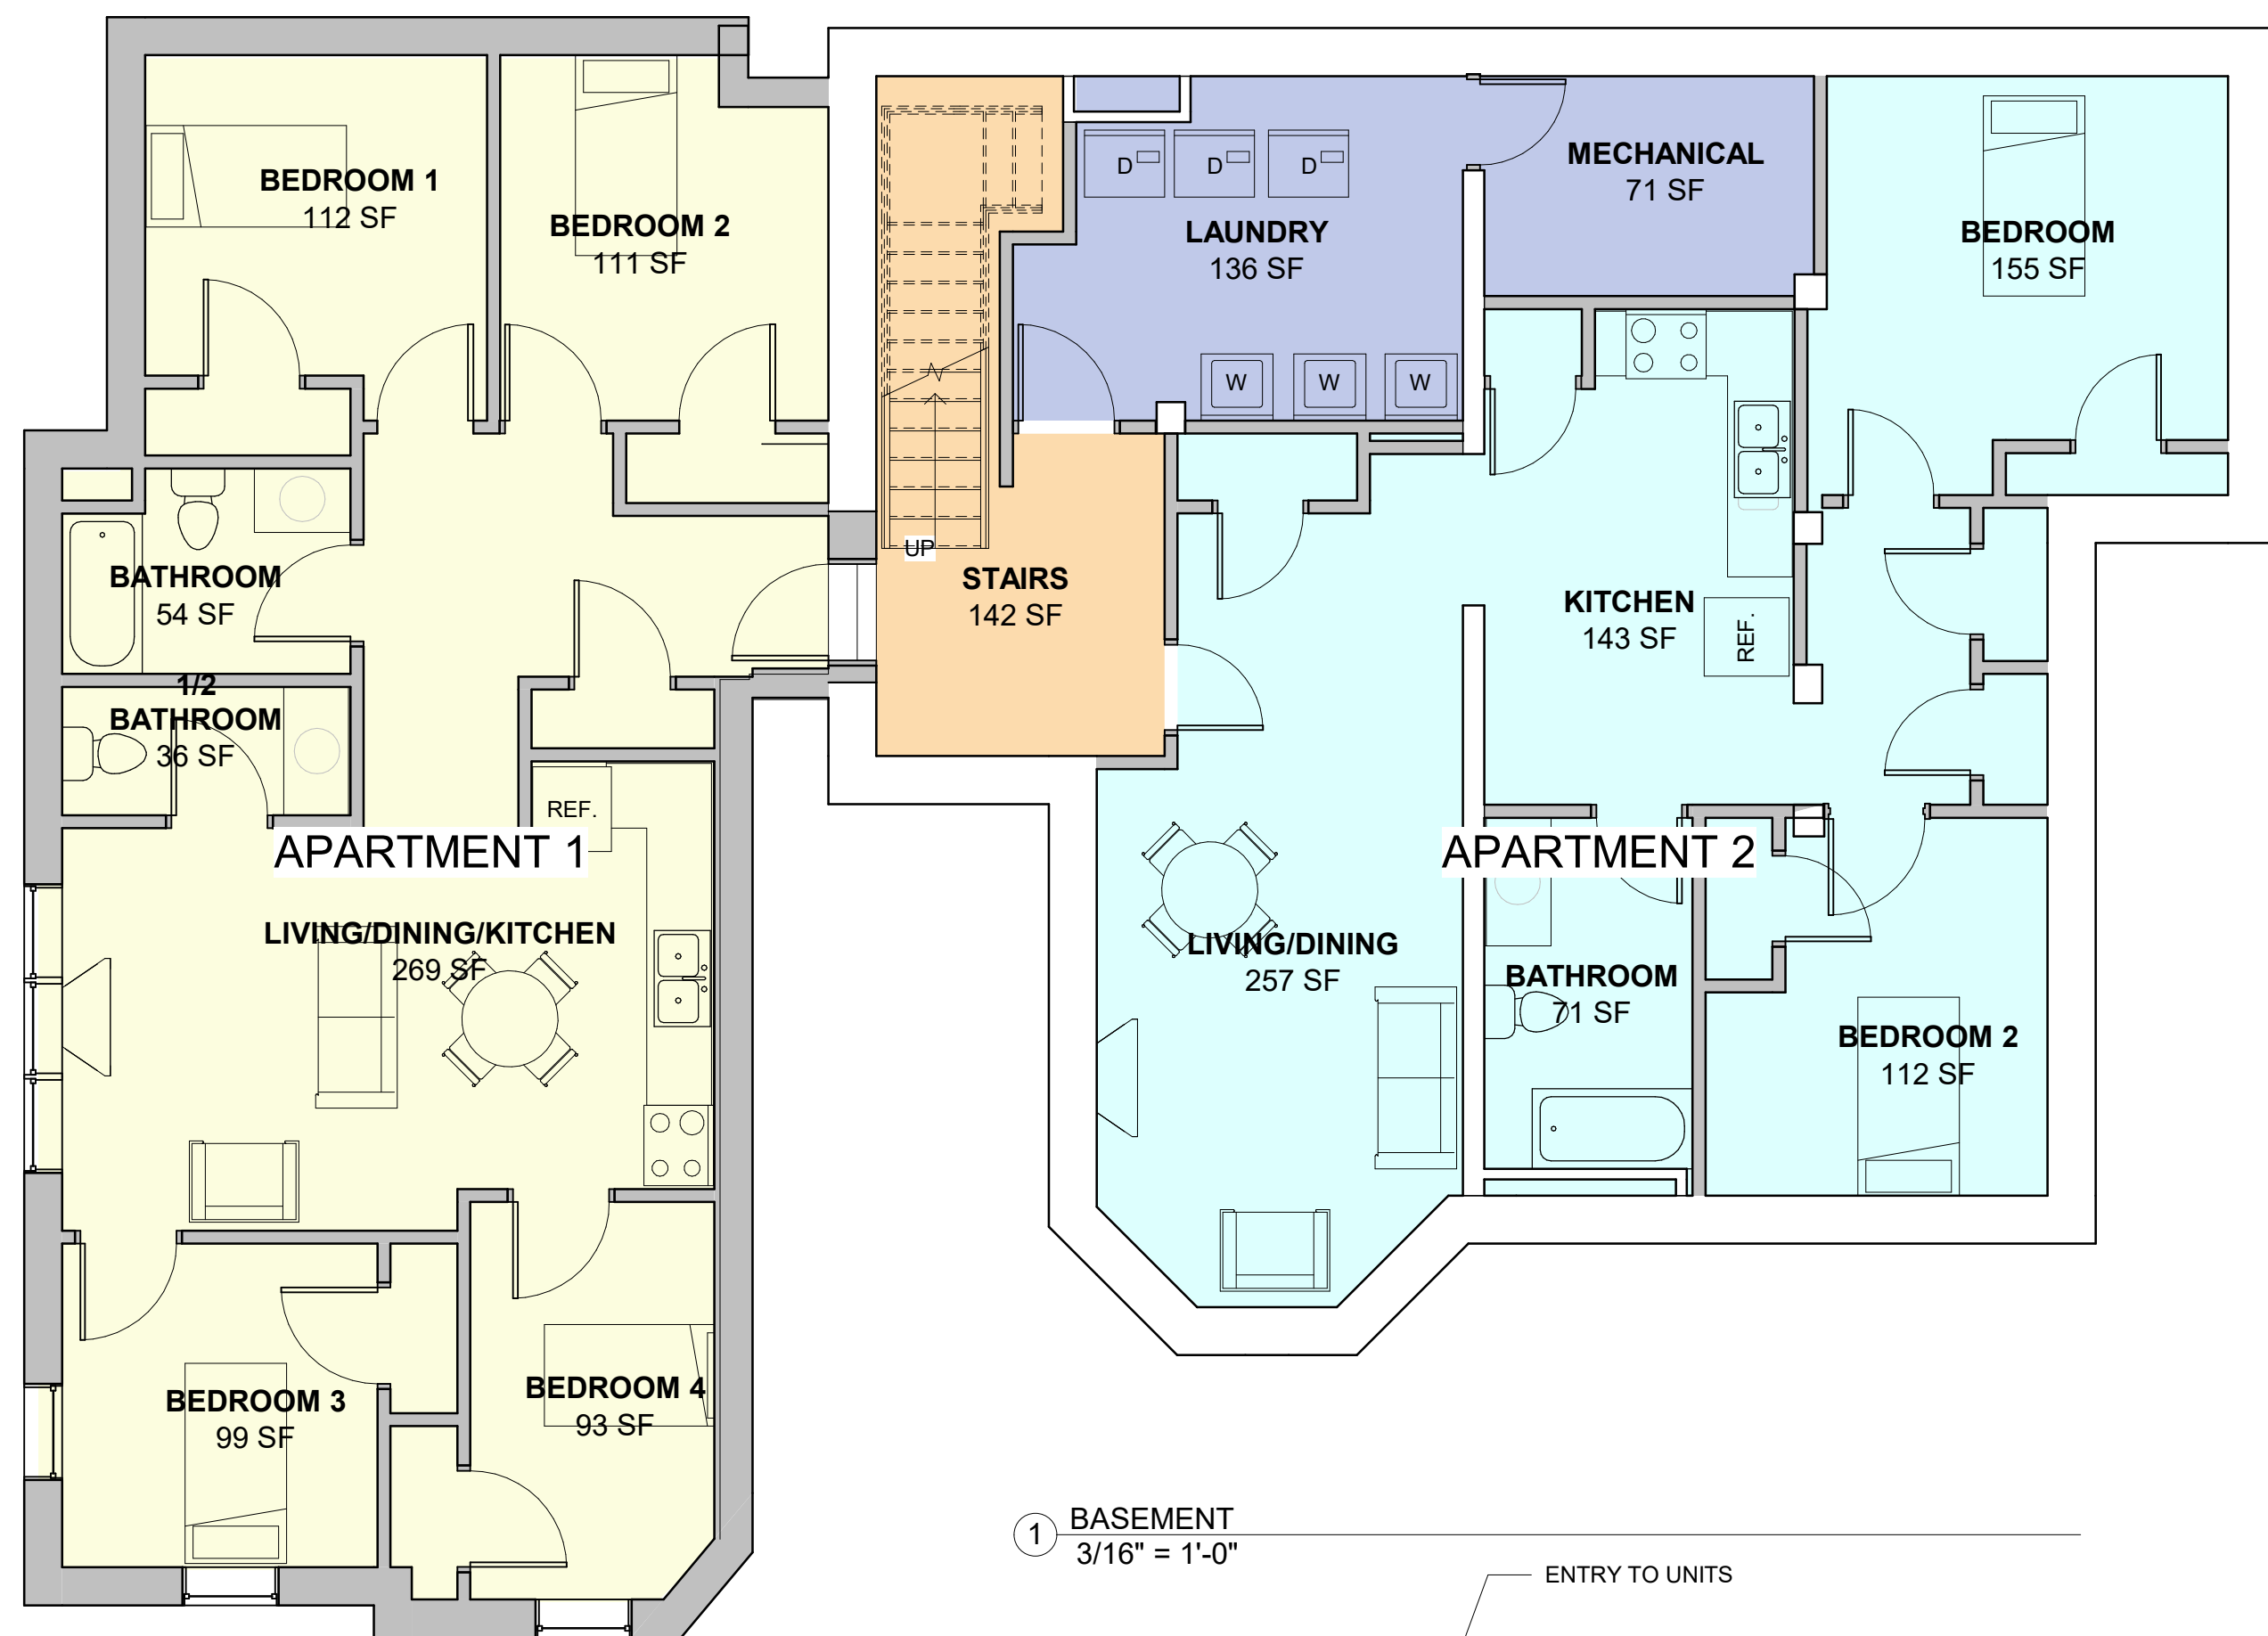 BEDROOM 1
112 SF
BEDROOM 2
111 SF
D
D
D
LAUNDRY
136 SF
MECHANICAL
71 SF
BEDROOM
155 SF
W
W
W
UP
STAIRS
142 SF
BATHROOM
54 SF
1/2
BATHROOM
36 SF
KITCHEN
143 SF
REF.
REF.
APARTMENT 1
APARTMENT 2
LIVING/DINING/KITCHEN
269 SF
LIVING/DINING
257 SF
BATHROOM
71 SF
BEDROOM 2
112 SF
BEDROOM 3
99 SF
BEDROOM 4
93 SF
1
BASEMENT
3/16" = 1'-0"
ENTRY TO UNITS